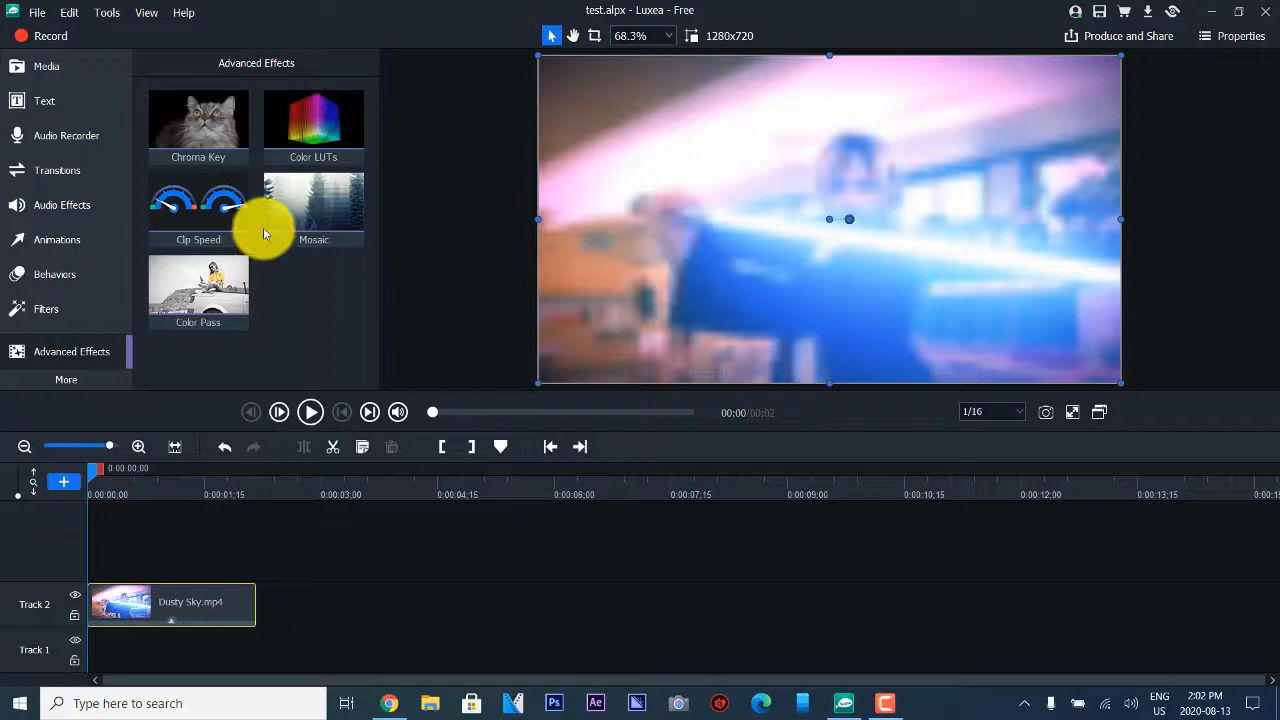 test.alpx - Luxea - Free
File Edit Tools View Help
Record
68.3%
1280x720
Produce and Share
Properties
Media
Text
Audio Recorder
Transitions
Audio Effects
Animations
Behaviors
Filters
Advanced Effects
More
Advanced Effects
Chroma Key
Color LUTs
Clip Speed
Mosaic
Color Pass
00:00/00:02
1/16
0:00:00;00
0:00:00;00 0:00:01;15 0:00:03;00 0:00:04;15 0:00:06;00 0:00:07;15 0:00:09;00 0:00:10;15 0:00:12;00 0:00:13;15
Track 2
Dusty Sky.mp4
Track 1
Type here to search
Ps
Ae
ENG
US
2:02 PM
2020-08-13